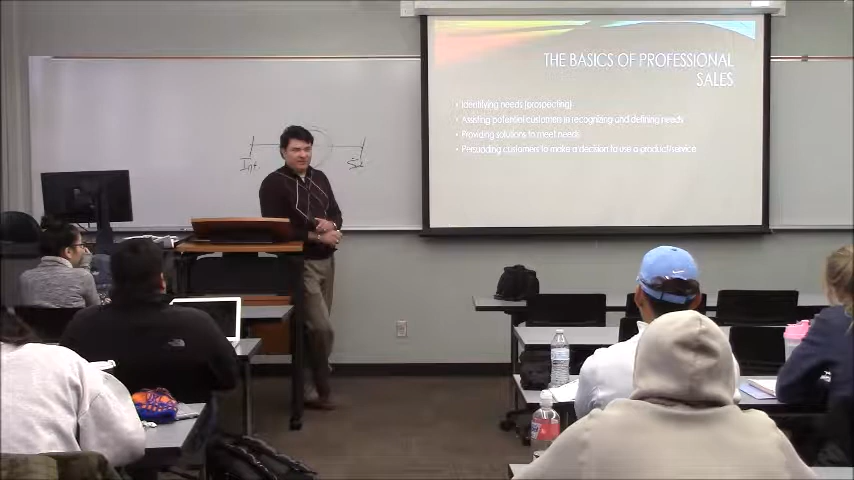 THE BASICS OF PROFESSIONAL
SALES
• Identifying needs (prospecting)
• Assisting potential customers in recognizing and defining needs
• Providing solutions to meet needs
• Persuading customers to make a decision to use a product/service
Int.